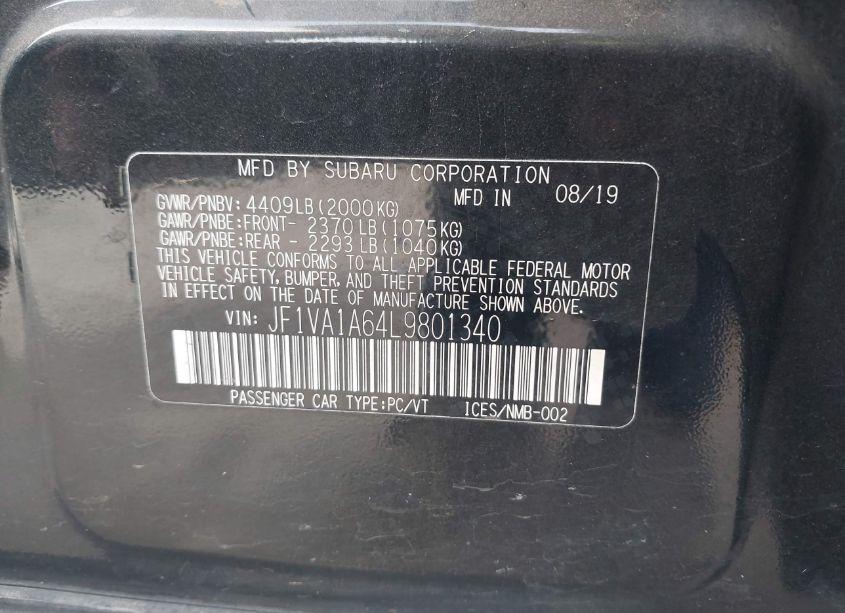 MFD BY SUBARU CORPORATION
GVWR/PNBV: 4409LB(2000KG) MFD IN 08/19
GAWR/PNBE:FRONT- 2370LB(1075KG)
GAWR/PNBE:REAR - 2293LB(1040KG)
THIS VEHICLE CONFORMS TO ALL APPLICABLE FEDERAL MOTOR
VEHICLE SAFETY, BUMPER, AND THEFT PREVENTION STANDARDS
IN EFFECT ON THE DATE OF MANUFACTURE SHOWN ABOVE.
VIN: JF1VA1A64L9801340
PASSENGER CAR TYPE:PC/VT ICES/NMB-002